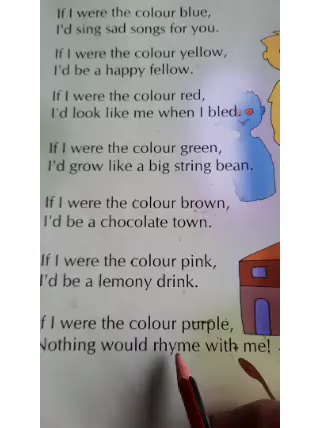 If I were the colour blue,
I'd sing sad songs for you.
If I were the colour yellow,
I'd be a happy fellow.
If I were the colour red,
I'd look like me when I bled.
If I were the colour green,
I'd grow like a big string bean.
If I were the colour brown,
I'd be a chocolate town.
If I were the colour pink,
I'd be a lemony drink.
f I were the colour purple,
Nothing would rhyme with me!